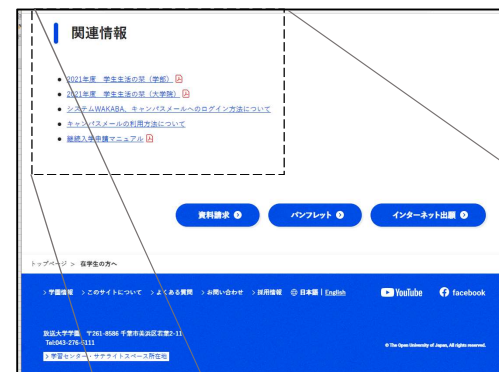 関連情報
2021年度　学生生活の栞（学部）
2021年度　学生生活の栞（大学院）
システムWAKABA、キャンパスメールへのログイン方法について
キャンパスメールの利用方法について
継続入学申請マニュアル
資料請求　パンフレット　インターネット出願
トップページ > 在学生の方へ
> 学園情報　> このサイトについて　> よくある質問　> お問い合わせ　> 採用情報　日本語 | English　YouTube　facebook
放送大学学園　〒261-8586 千葉市美浜区若葉2-11
Tel:043-276-5111
© The Open University of Japan, All rights reserved.
> 学習センター・サテライトスペース所在地